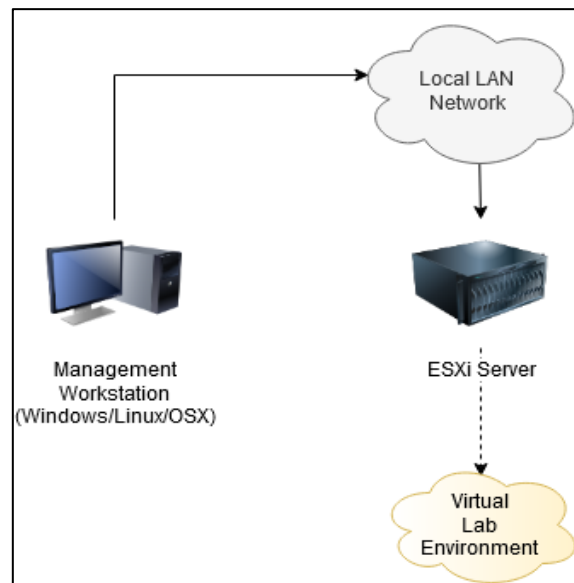 Local LAN
Network
Management
Workstation
(Windows/Linux/OSX)
ESXi Server
Virtual
Lab
Environment